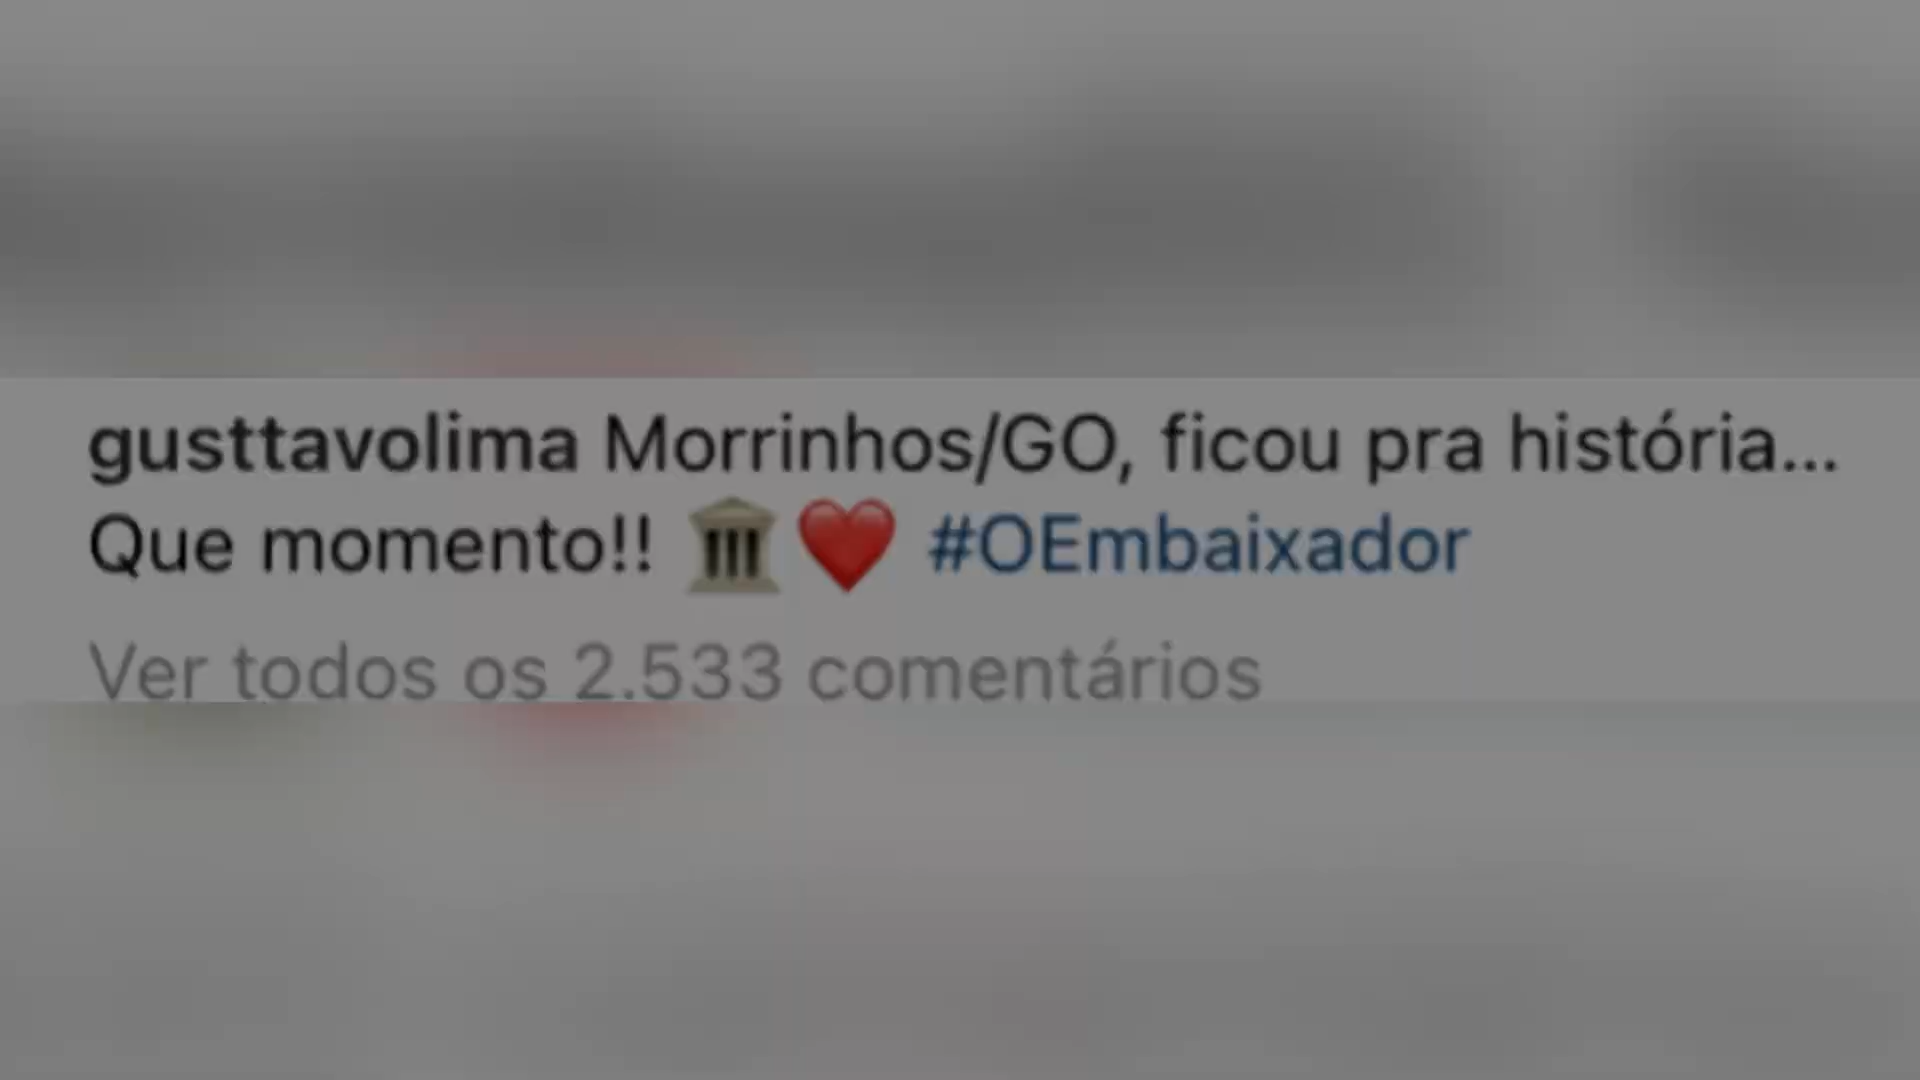 gusttavolima Morrinhos/GO, ficou pra história...
Que momento!! 🏛️❤️ #OEmbaixador
Ver todos os 2.533 comentários